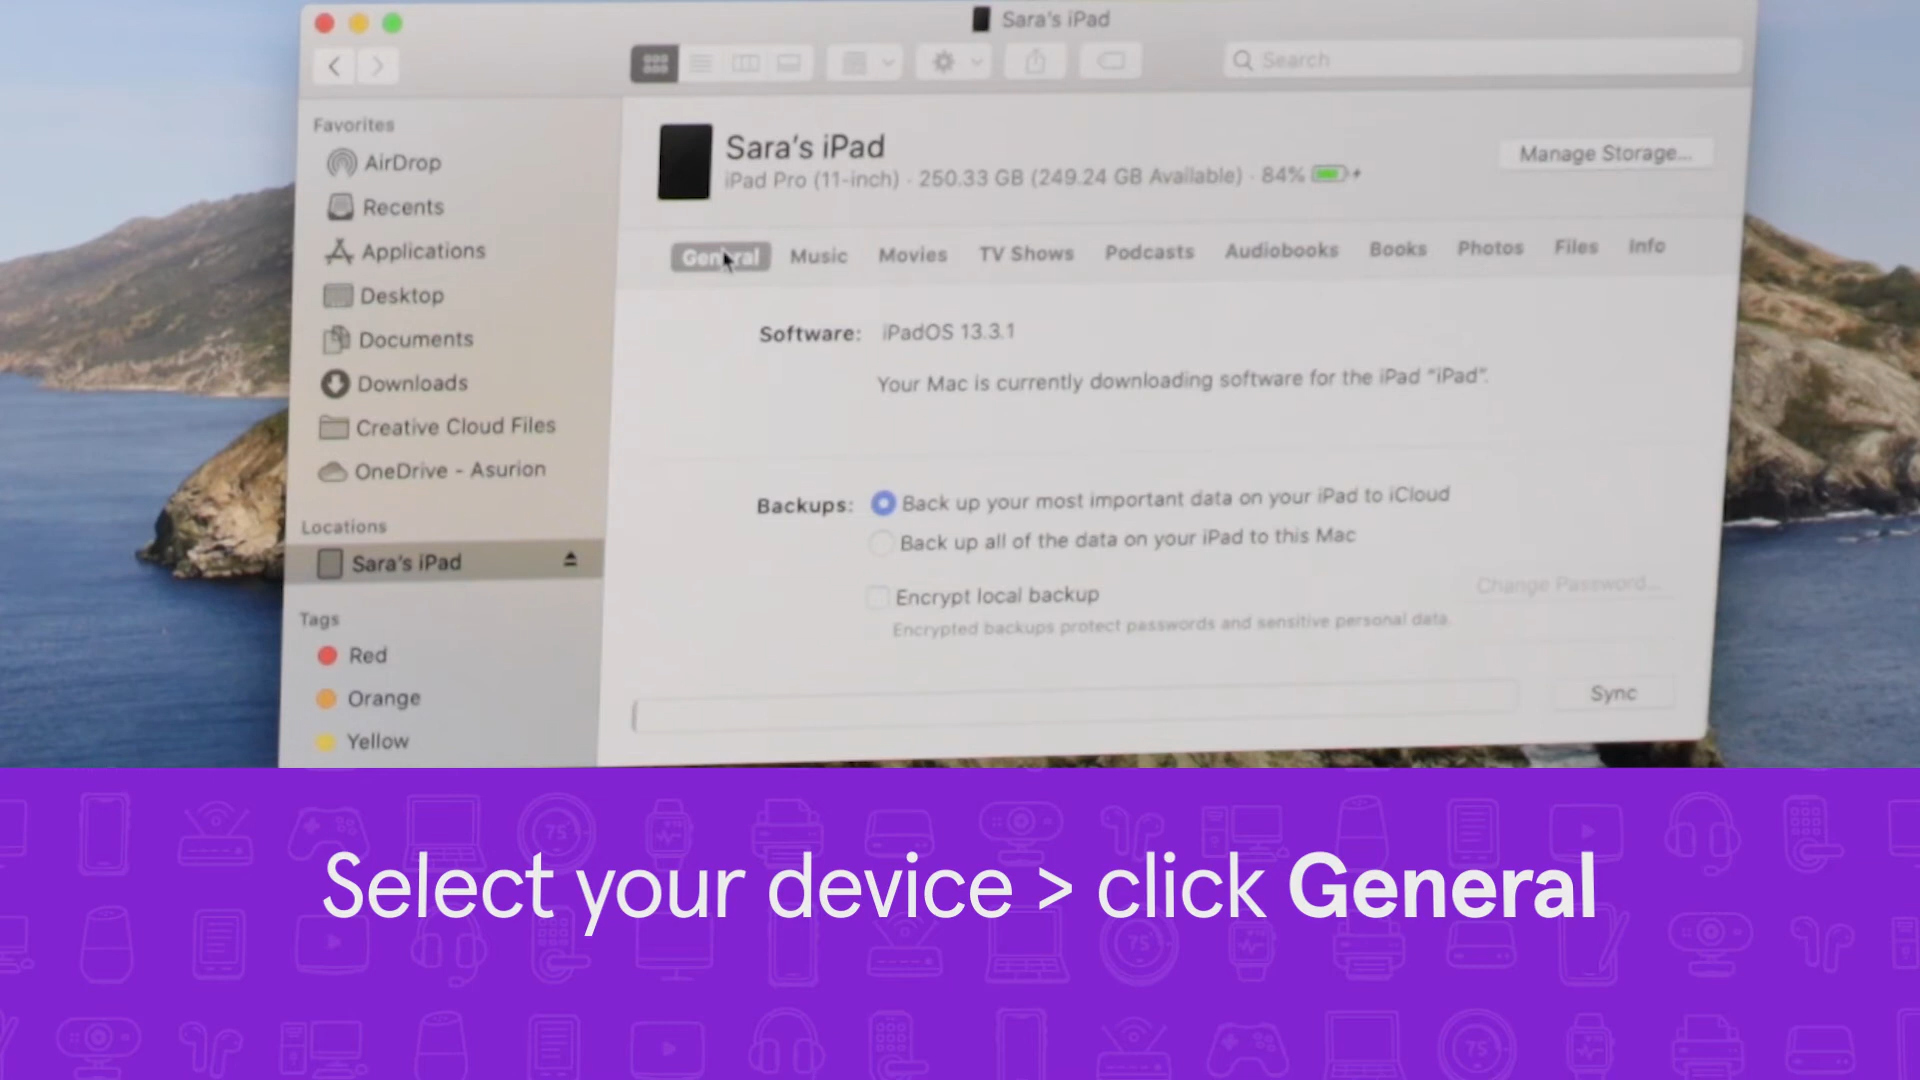 Sara's iPad
Search
Favorites
AirDrop
Recents
Applications
Desktop
Documents
Downloads
Creative Cloud Files
OneDrive - Asurion
Locations
Sara's iPad
Tags
Red
Orange
Yellow
Sara's iPad
iPad Pro (11-inch) · 250.33 GB (249.24 GB Available) · 84%
Manage Storage...
General Music Movies TV Shows Podcasts Audiobooks Books Photos Files Info
Software: iPadOS 13.3.1
Your Mac is currently downloading software for the iPad "iPad".
Backups: Back up your most important data on your iPad to iCloud
Back up all of the data on your iPad to this Mac
Encrypt local backup
Change Password...
Encrypted backups protect passwords and sensitive personal data.
Sync
75
Select your device > click General
75
75